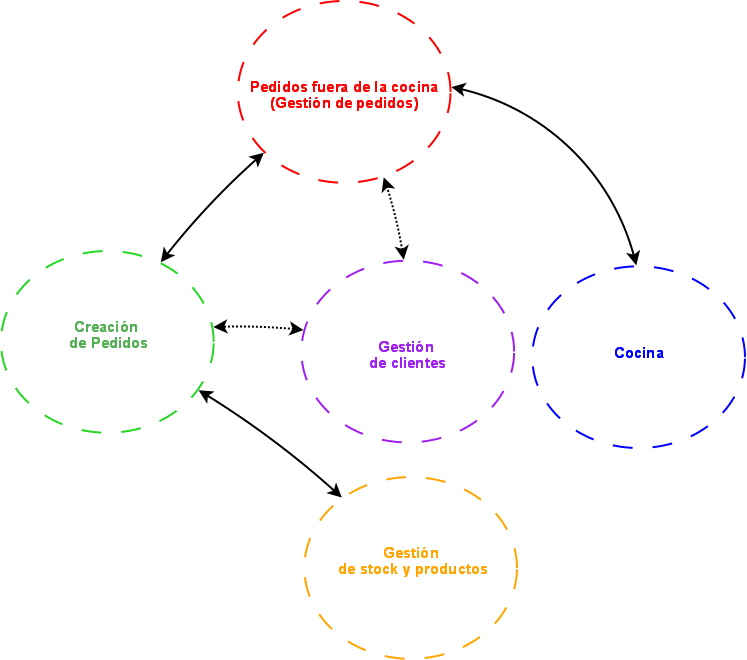 Pedidos fuera de la cocina
(Gestión de pedidos)
Creación
de Pedidos
Gestión
de clientes
Cocina
Gestión
de stock y productos